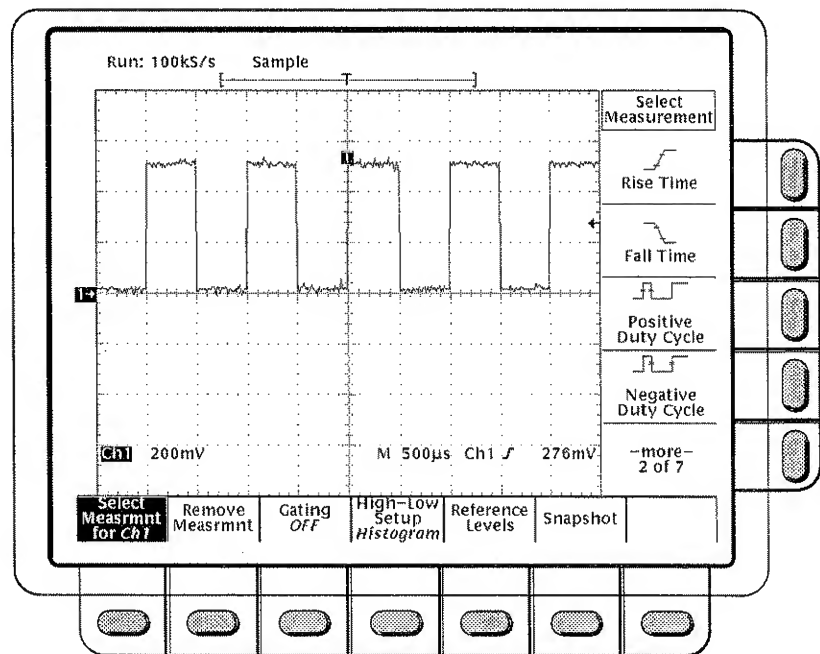 Run: 100kS/s Sample
T
Select
Measurement
Rise Time
Fall Time
Positive
Duty Cycle
Negative
Duty Cycle
–more–
2 of 7
1
Ch1 200mV M 500µs Ch1 276mV
Select
Measrmnt
for Ch1
Remove
Measrmnt
Gating
OFF
High–Low
Setup
Histogram
Reference
Levels
Snapshot